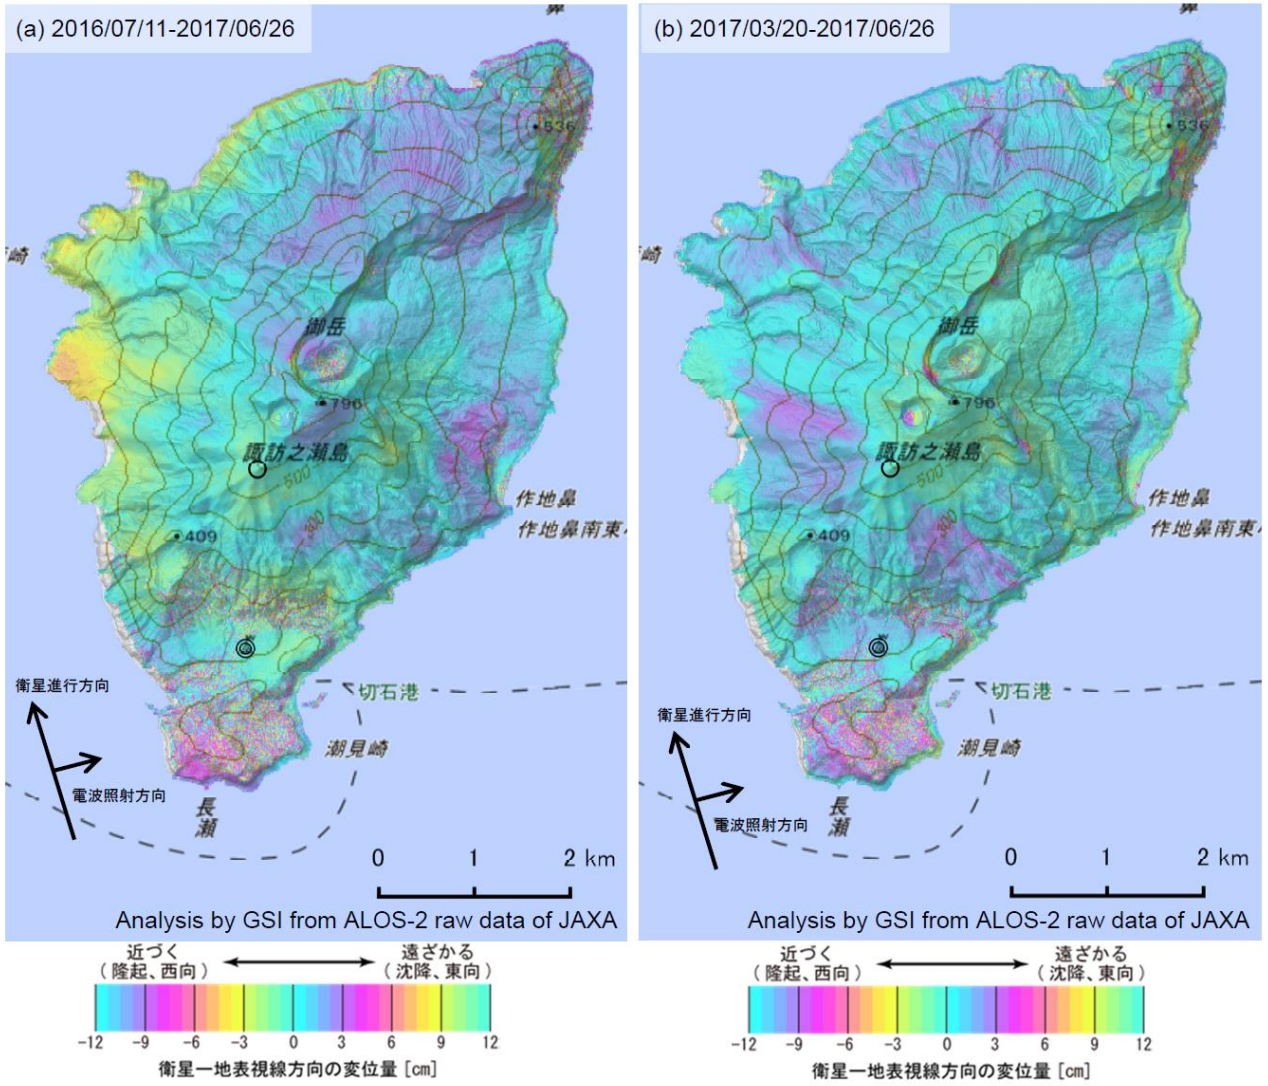 (a) 2016/07/11-2017/06/26
鼻
536
崎
御岳
796
諏訪之瀬島
500
作地鼻
作地鼻南東
300
409
切石港
衛星進行方向
潮見崎
電波照射方向
長瀬
0 1 2 km
Analysis by GSI from ALOS-2 raw data of JAXA
近づく 遠ざかる
(隆起、西向) (沈降、東向)
-12 -9 -6 -3 0 3 6 9 12
衛星－地表視線方向の変位量 [cm]
(b) 2017/03/20-2017/06/26
鼻
536
崎
御岳
796
諏訪之瀬島
500
作地鼻
作地鼻南東
300
409
切石港
衛星進行方向
潮見崎
電波照射方向
長瀬
0 1 2 km
Analysis by GSI from ALOS-2 raw data of JAXA
近づく 遠ざかる
(隆起、西向) (沈降、東向)
-12 -9 -6 -3 0 3 6 9 12
衛星－地表視線方向の変位量 [cm]